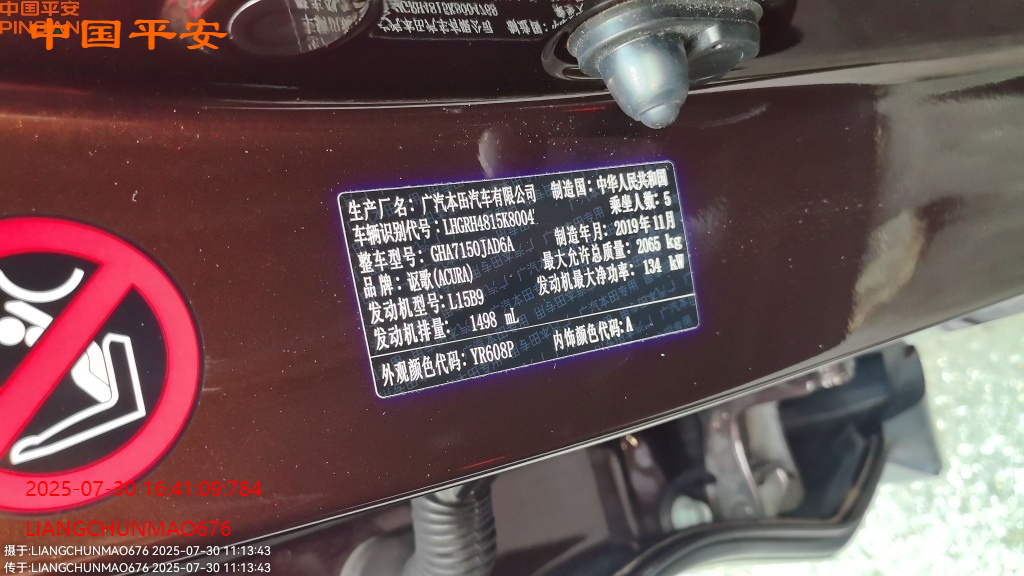 中国平安
PINGAN
中国平安
生产厂名：广汽本田汽车有限公司 制造国：中华人民共和国
车辆识别代号：LHGRH4815K8004 乘坐人数：5
整车型号：GHA7150JAD6A 制造年月：2019年11月
品牌：讴歌(ACURA) 最大允许总质量：2065 kg
发动机型号：L15B9 发动机最大净功率：134 kW
发动机排量：1498 mL
外观颜色代码：YR608P 内饰颜色代码：A
2025-07-30 16:41:09:784
LIANGCHUNMAO676
摄于:LIANGCHUNMAO676 2025-07-30 11:13:43
传于:LIANGCHUNMAO676 2025-07-30 11:13:43